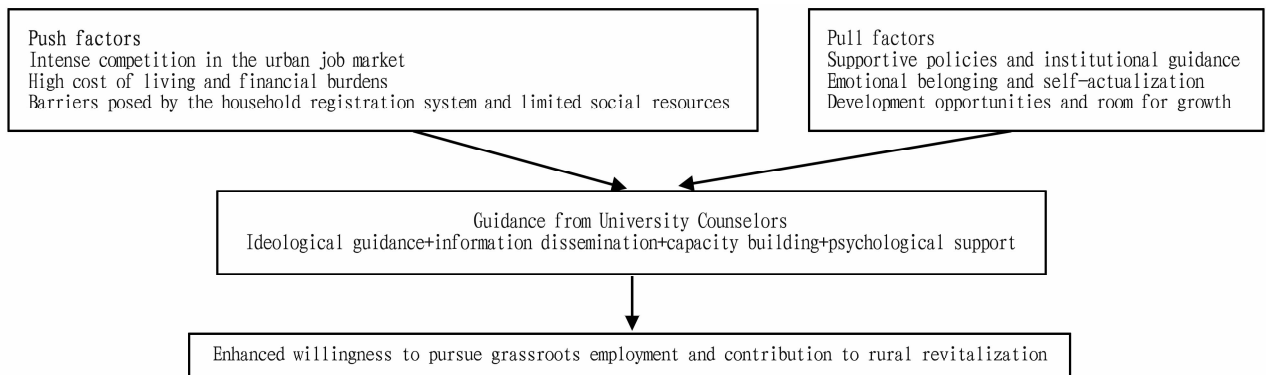 Push factors
Intense competition in the urban job market
High cost of living and financial burdens
Barriers posed by the household registration system and limited social resources
Pull factors
Supportive policies and institutional guidance
Emotional belonging and self-actualization
Development opportunities and room for growth
Guidance from University Counselors
Ideological guidance+information dissemination+capacity building+psychological support
Enhanced willingness to pursue grassroots employment and contribution to rural revitalization